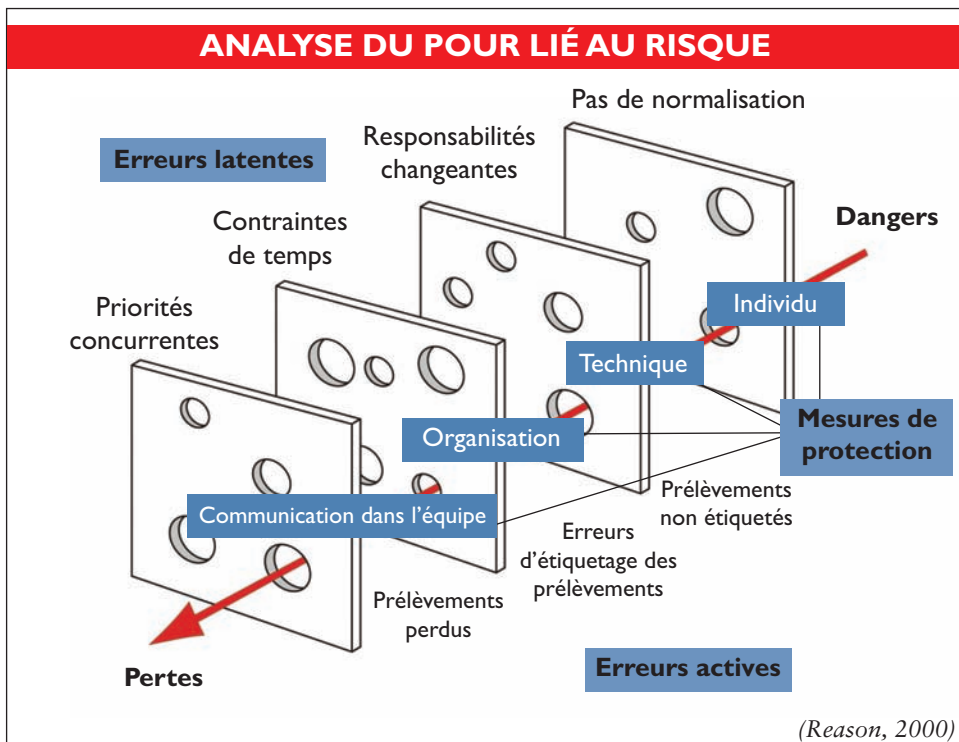 ANALYSE DU POUR LIÉ AU RISQUE
Pas de normalisation
Responsabilités
changeantes
Erreurs latentes
Contraintes
de temps
Dangers
Priorités
concurrentes
Individu
Technique
Organisation
Mesures de
protection
Communication dans l’équipe
Prélèvements
non étiquetés
Erreurs
d’étiquetage des
prélèvements
Prélèvements
perdus
Pertes
Erreurs actives
(Reason, 2000)